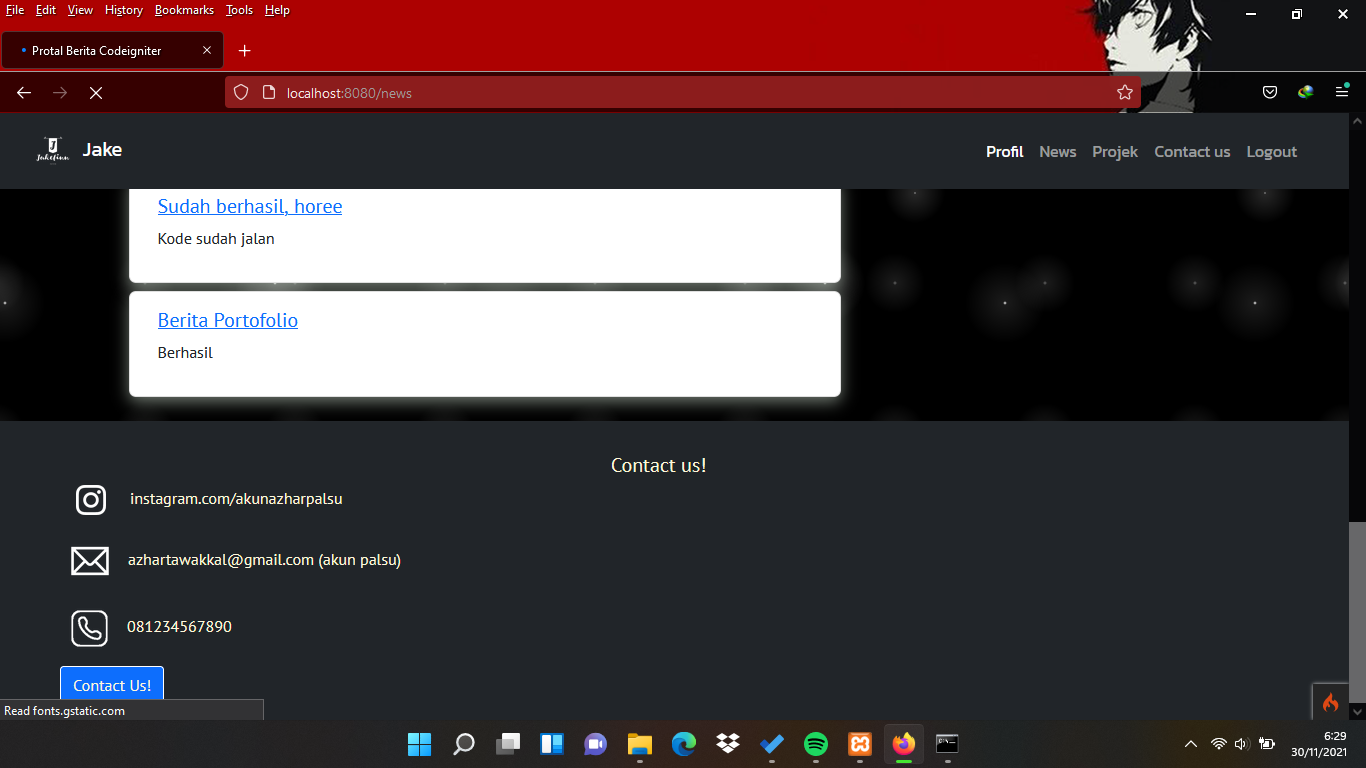 File Edit View History Bookmarks Tools Help
Protal Berita Codeigniter
localhost:8080/news
Jake
Profil News Projek Contact us Logout
Sudah berhasil, horee
Kode sudah jalan
Berita Portofolio
Berhasil
Contact us!
instagram.com/akunazharpalsu
azhartawakkal@gmail.com (akun palsu)
081234567890
Contact Us!
Read fonts.gstatic.com
6:29
30/11/2021